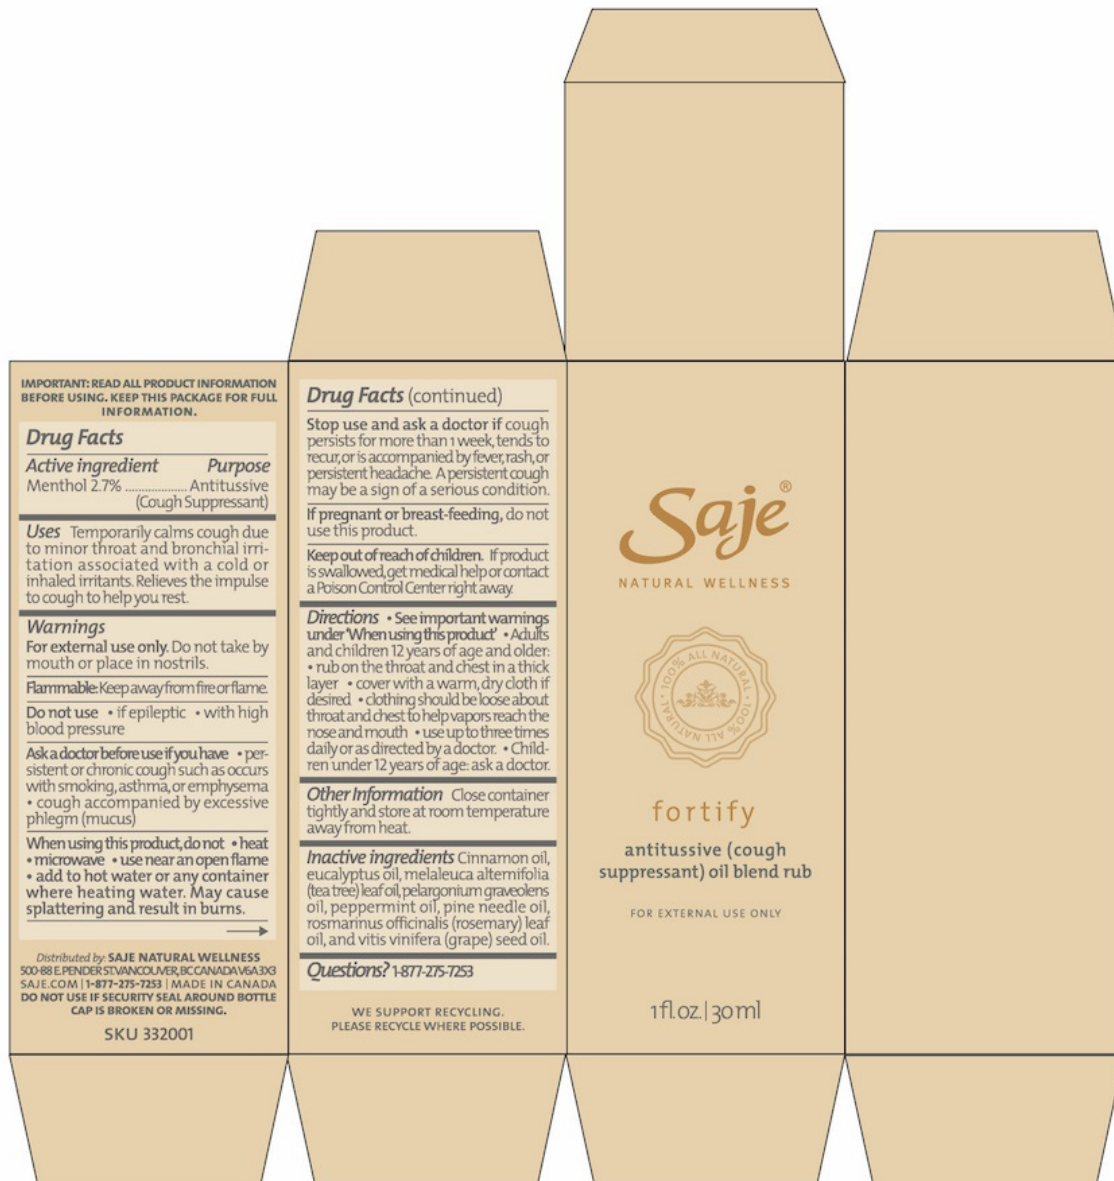 IMPORTANT: READ ALL PRODUCT INFORMATION
BEFORE USING. KEEP THIS PACKAGE FOR FULL
INFORMATION.
Drug Facts
Active ingredient Purpose
Menthol 2.7% ................... Antitussive
(Cough Suppressant)
Uses Temporarily calms cough due
to minor throat and bronchial irri-
tation associated with a cold or
inhaled irritants. Relieves the impulse
to cough to help you rest.
Warnings
For external use only. Do not take by
mouth or place in nostrils.
Flammable: Keep away from fire or flame.
Do not use • if epileptic • with high
blood pressure
Ask a doctor before use if you have • per-
sistent or chronic cough such as occurs
with smoking, asthma, or emphysema
• cough accompanied by excessive
phlegm (mucus)
When using this product, do not • heat
• microwave • use near an open flame
• add to hot water or any container
where heating water. May cause
splattering and result in burns.
Distributed by: SAJE NATURAL WELLNESS
500-88 E. PENDER ST. VANCOUVER, BC CANADA V6A 3X3
SAJE.COM | 1-877-275-7253 | MADE IN CANADA
DO NOT USE IF SECURITY SEAL AROUND BOTTLE
CAP IS BROKEN OR MISSING.
SKU 332001
Drug Facts (continued)
Stop use and ask a doctor if cough
persists for more than 1 week, tends to
recur, or is accompanied by fever, rash, or
persistent headache. A persistent cough
may be a sign of a serious condition.
If pregnant or breast-feeding, do not
use this product.
Keep out of reach of children. If product
is swallowed, get medical help or contact
a Poison Control Center right away.
Directions • See important warnings
under 'When using this product' • Adults
and children 12 years of age and older:
• rub on the throat and chest in a thick
layer • cover with a warm, dry cloth if
desired • clothing should be loose about
throat and chest to help vapors reach the
nose and mouth • use up to three times
daily or as directed by a doctor. • Child-
ren under 12 years of age: ask a doctor.
Other Information Close container
tightly and store at room temperature
away from heat.
Inactive ingredients Cinnamon oil,
eucalyptus oil, melaleuca alternifolia
(tea tree) leaf oil, pelargonium graveolens
oil, peppermint oil, pine needle oil,
rosmarinus officinalis (rosemary) leaf
oil, and vitis vinifera (grape) seed oil.
Questions? 1-877-275-7253
WE SUPPORT RECYCLING.
PLEASE RECYCLE WHERE POSSIBLE.
Saje®
NATURAL WELLNESS
100% ALL NATURAL · 100% ALL NATURAL ·
fortify
antitussive (cough
suppressant) oil blend rub
FOR EXTERNAL USE ONLY
1 fl. oz. | 30 ml